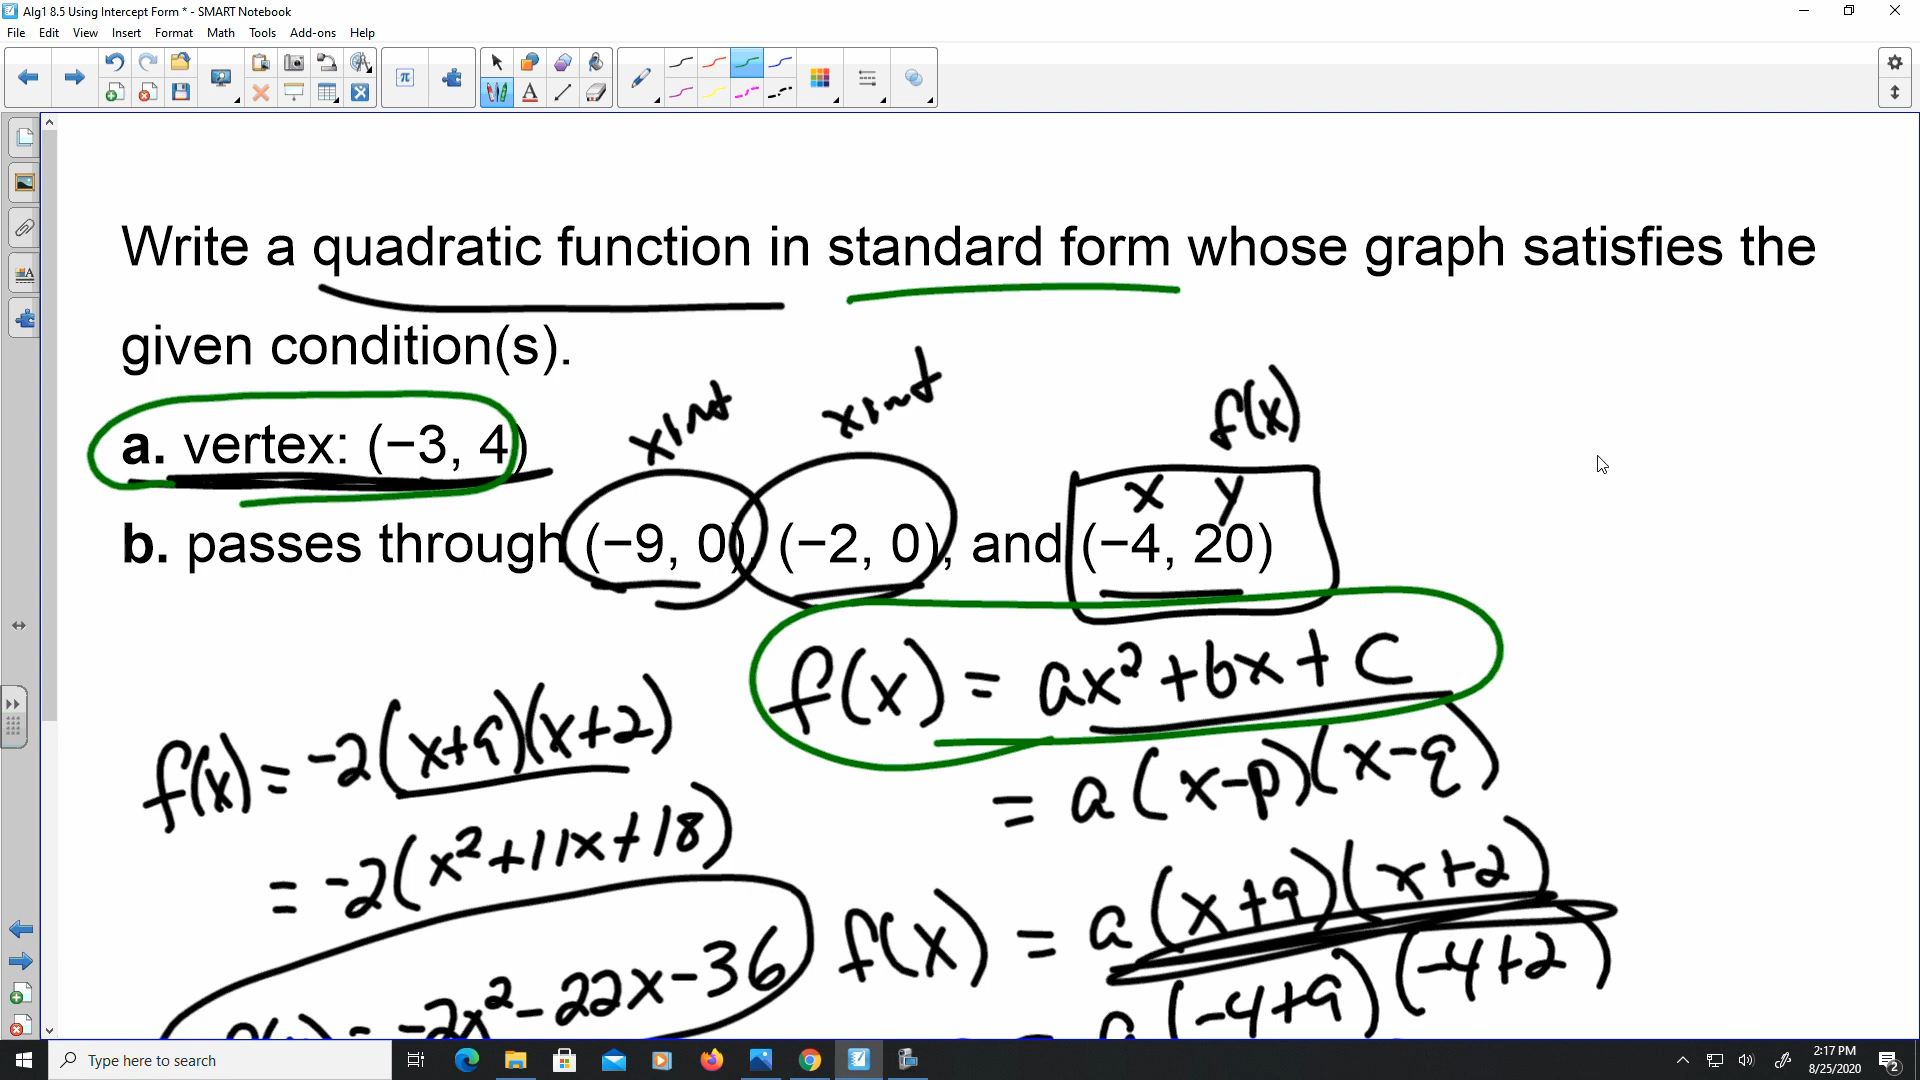 Alg1 8.5 Using Intercept Form * - SMART Notebook
File Edit View Insert Format Math Tools Add-ons Help
Write a quadratic function in standard form whose graph satisfies the
given condition(s).
xint xint f(x)
a. vertex: (−3, 4)
x y
b. passes through (−9, 0), (−2, 0), and (−4, 20)
f(x) = ax² + bx + c
f(x) = -2(x+9)(x+2)
= a(x-p)(x-q)
= -2(x²+11x+18)
f(x) = a(x+9)(x+2)
f(x) = -2x²-22x-36
a(-4+9)(-4+2)
Type here to search
2:17 PM
8/25/2020
2